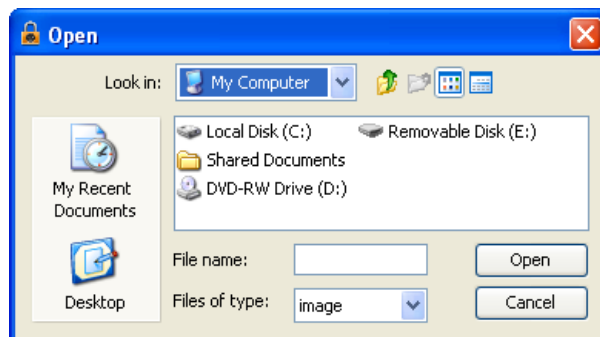 Open
Look in: My Computer
Local Disk (C:) Removable Disk (E:)
Shared Documents
DVD-RW Drive (D:)
My Recent
Documents
Desktop
File name: Open
Files of type: image Cancel